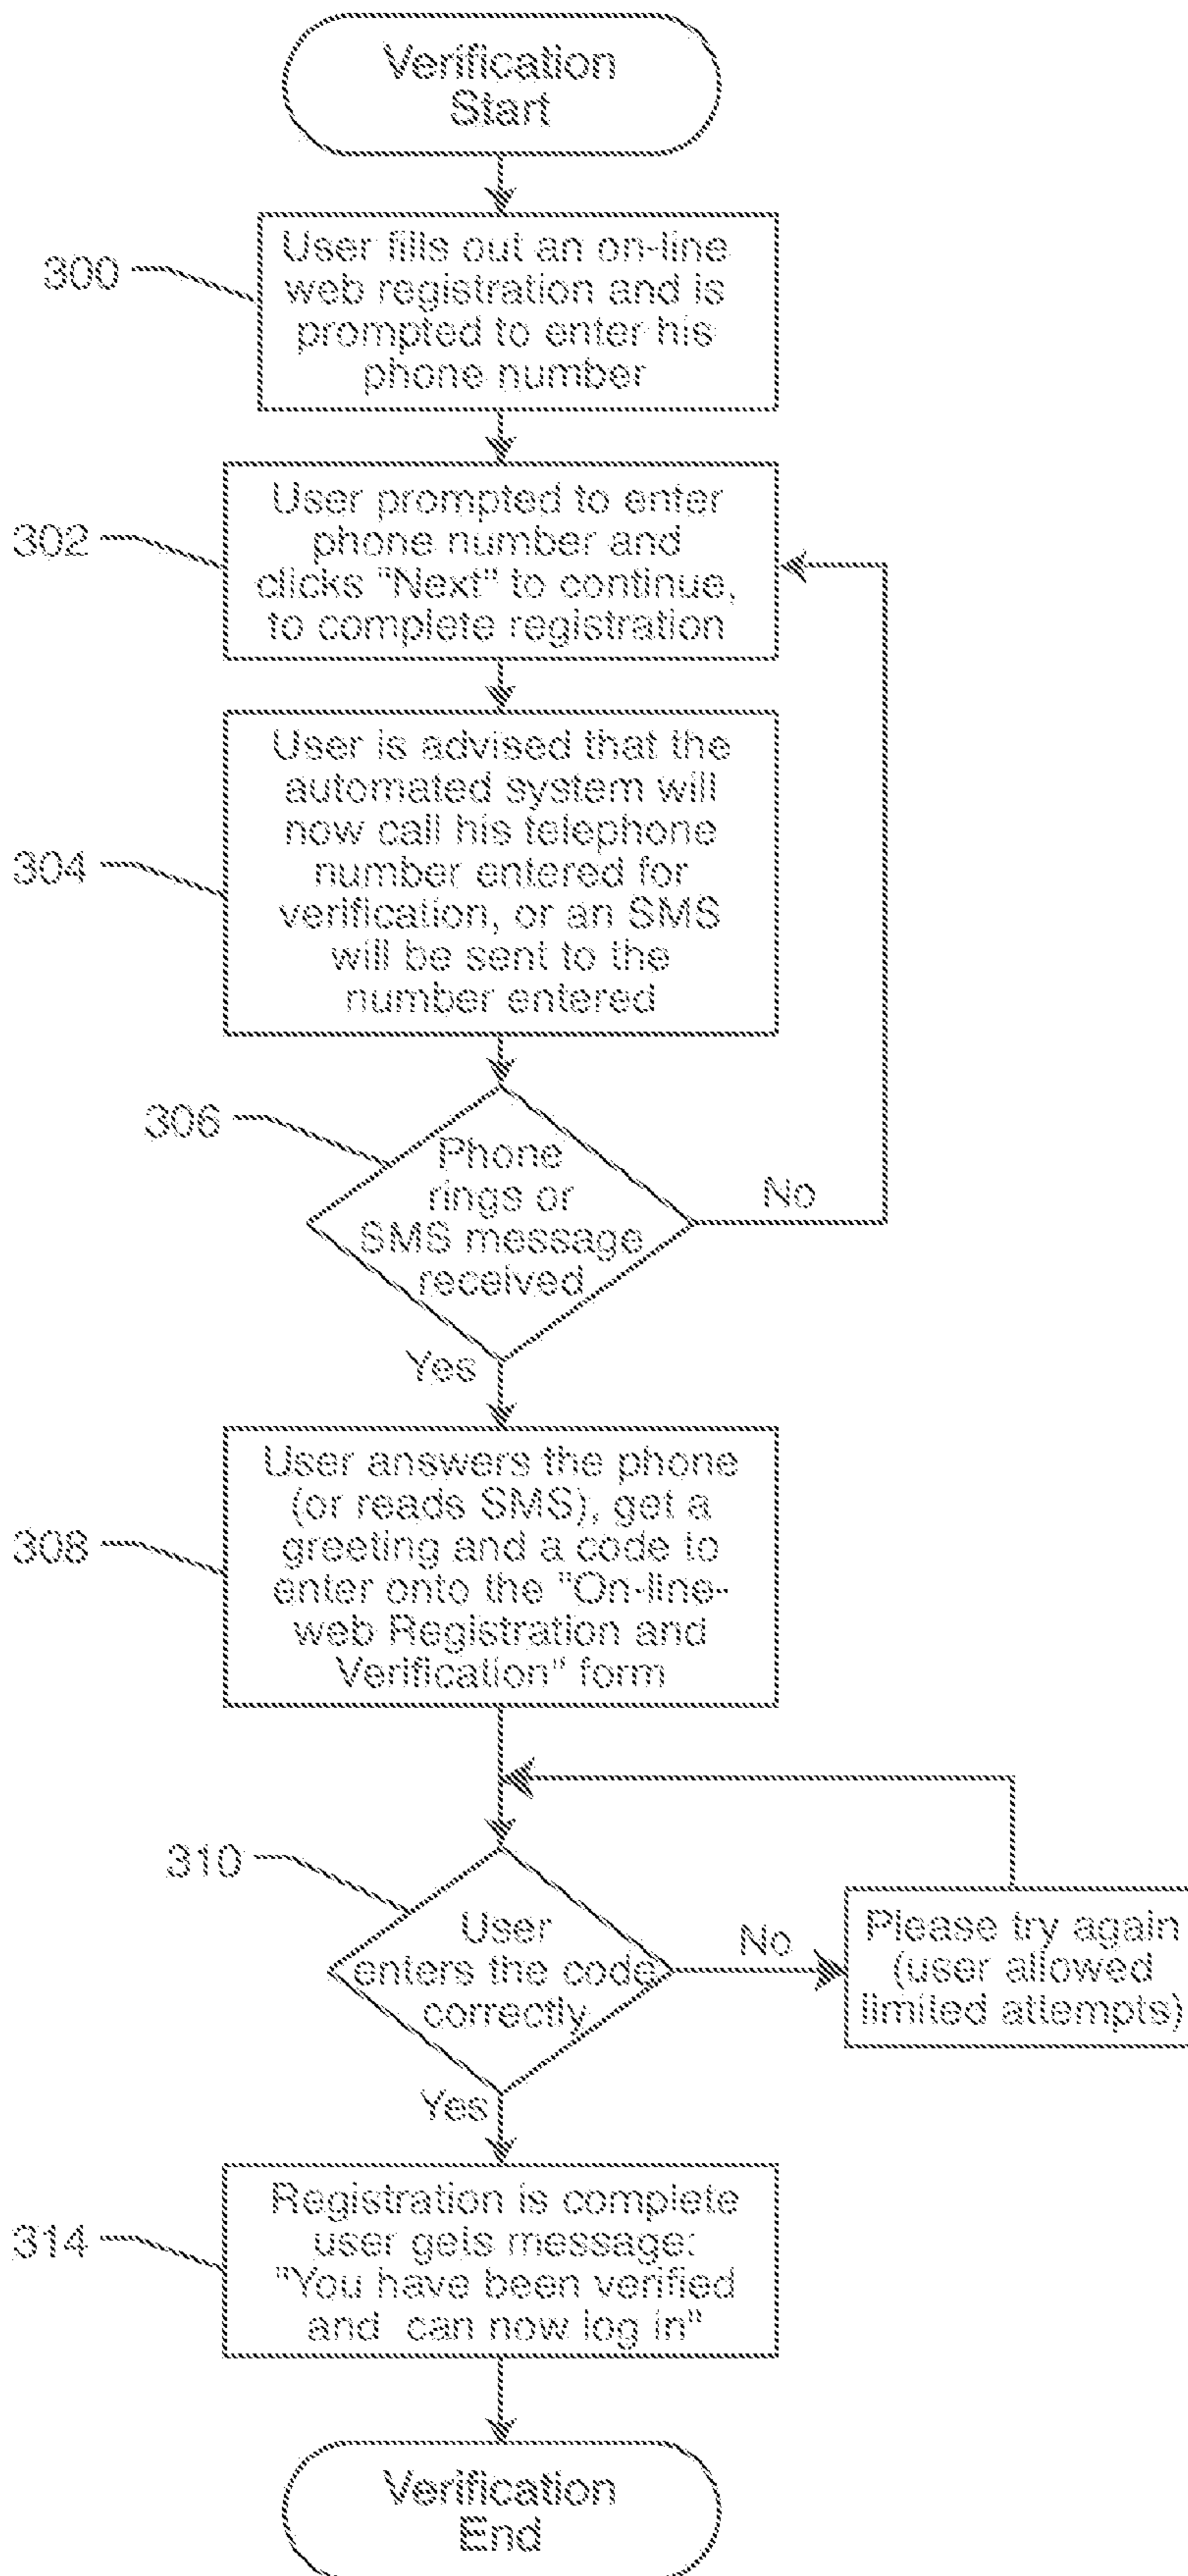 Verification
Start
300
User fills out an on-line
web registration and is
prompted to enter his
phone number
302
User prompted to enter
phone number and
clicks "Next" to continue,
to complete registration
304
User is advised that the
automated system will
now call his telephone
number entered for
verification, or an SMS
will be sent to the
number entered
306
Phone
rings or
SMS message
received
No
Yes
308
User answers the phone
(or reads SMS), get a
greeting and a code to
enter onto the "On-line-
web Registration and
Verification" form
310
User
enters the code
correctly
No
Please try again
(user allowed
limited attempts)
Yes
314
Registration is complete
user gets message:
"You have been verified
and can now log in"
Verification
End